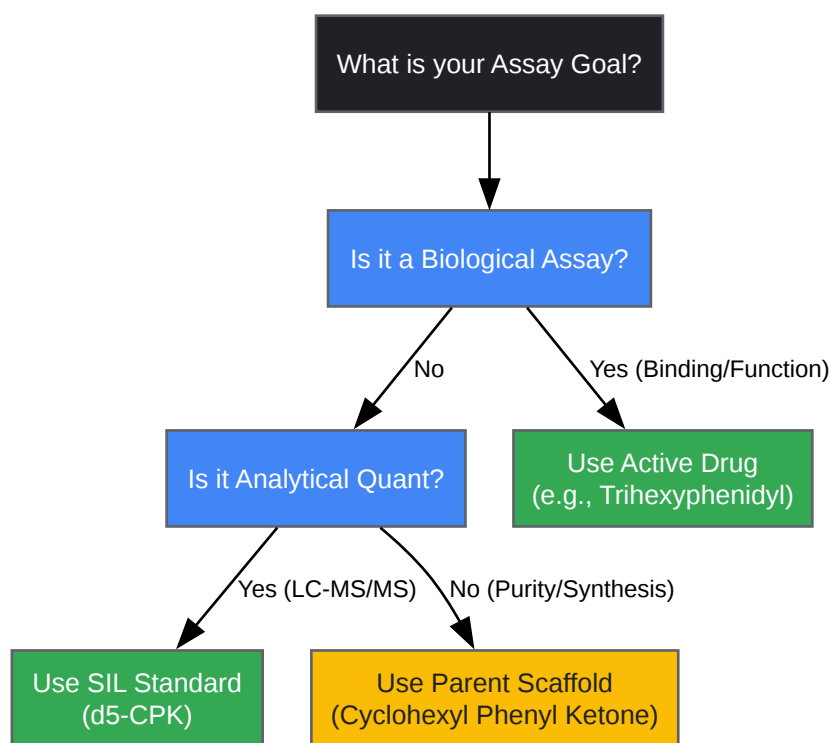 What is your Assay Goal?
Is it a Biological Assay?
No
Yes (Binding/Function)
Is it Analytical Quant?
Use Active Drug
(e.g., Trihexyphenidyl)
Yes (LC-MS/MS)
No (Purity/Synthesis)
Use SIL Standard
(d5-CPK)
Use Parent Scaffold
(Cyclohexyl Phenyl Ketone)